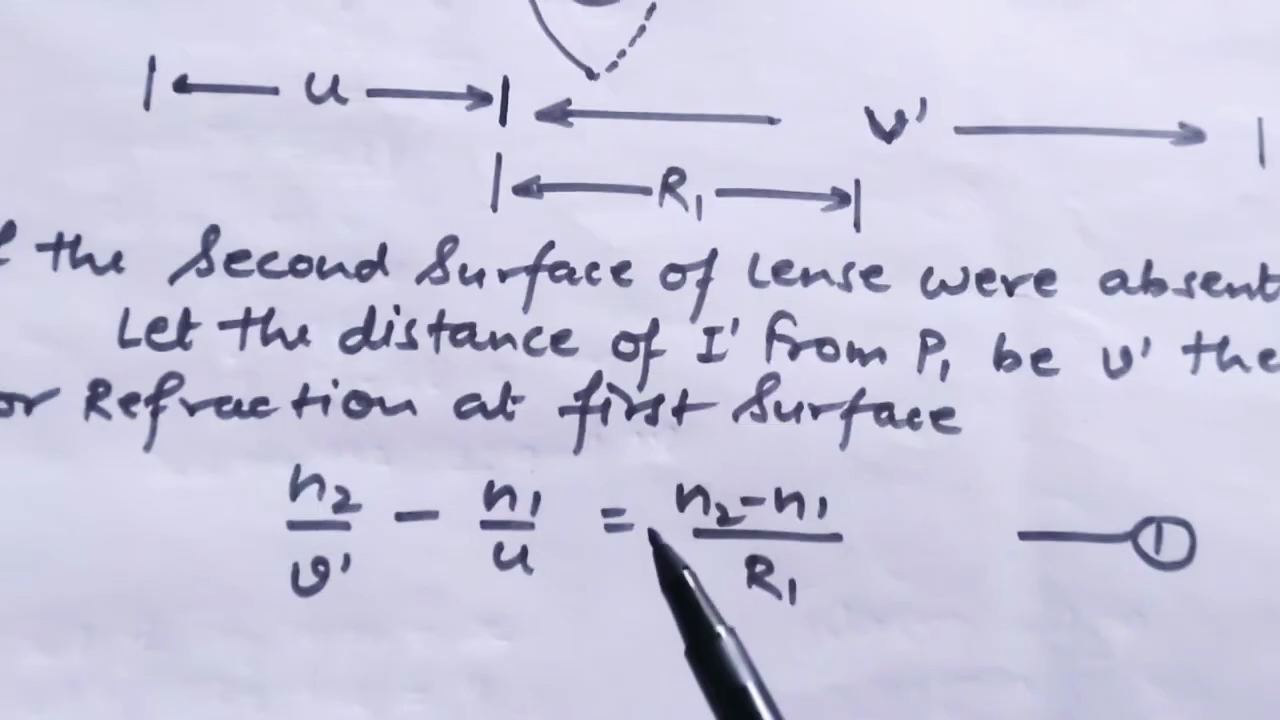 u v'
R₁
the Second Surface of lense were absent
Let the distance of I' from P₁ be v' the
or Refraction at first Surface
n₂/v' - n₁/u = n₂-n₁/R₁ ①